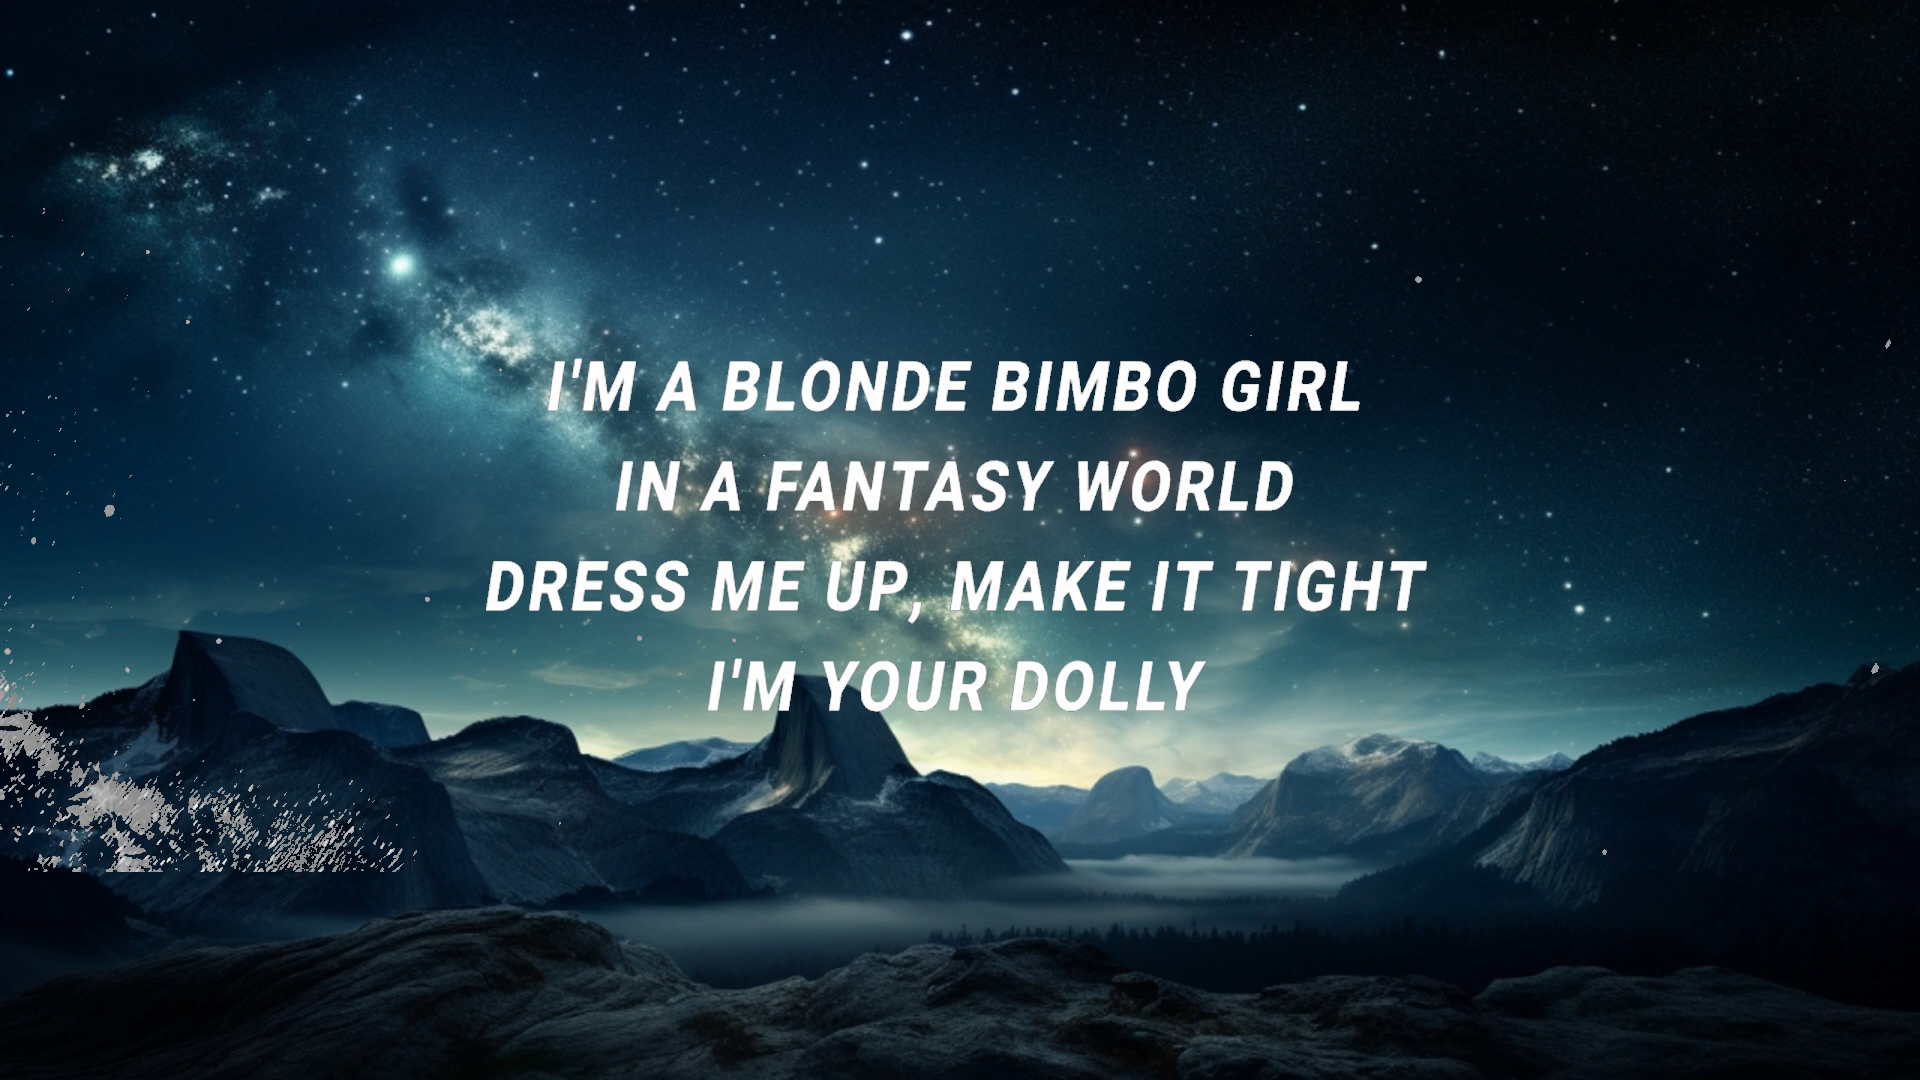 I'M A BLONDE BIMBO GIRL
IN A FANTASY WORLD
DRESS ME UP, MAKE IT TIGHT
I'M YOUR DOLLY